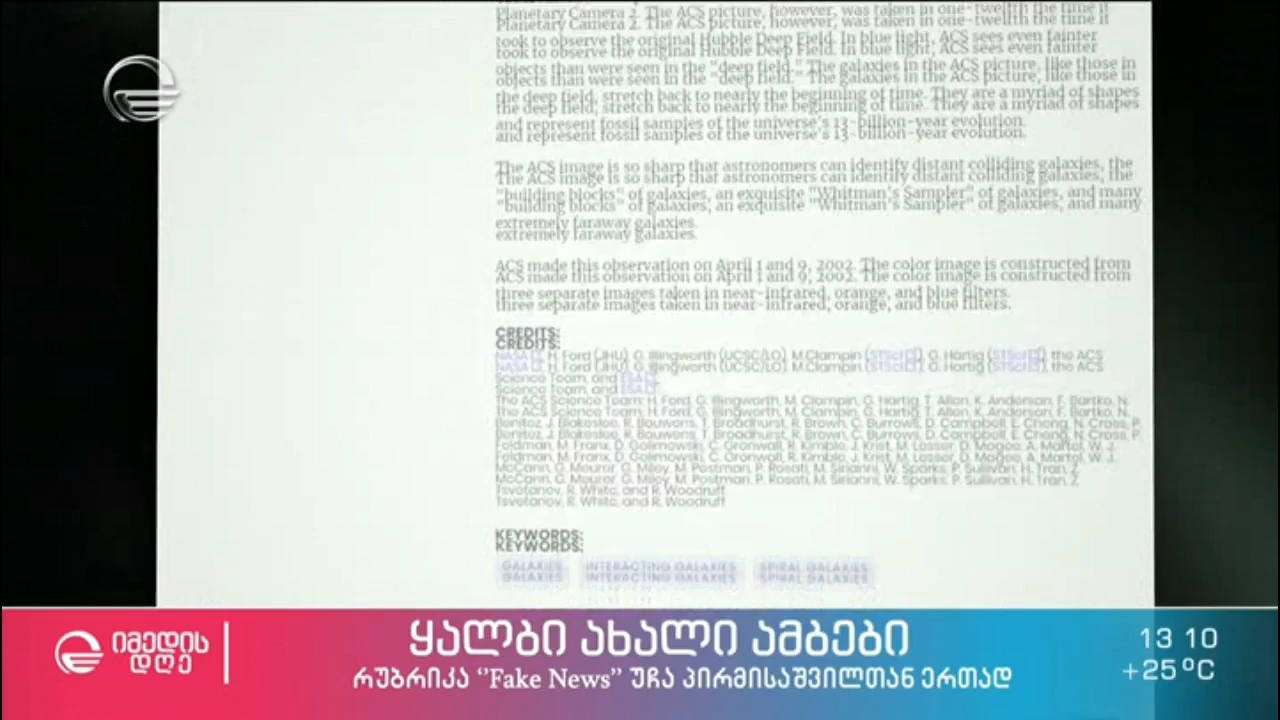 Planetary Camera 2. The ACS picture, however, was taken in one-twelfth the time it
took to observe the original Hubble Deep Field. In blue light, ACS sees even fainter
objects than were seen in the "deep field." The galaxies in the ACS picture, like those in
the deep field, stretch back to nearly the beginning of time. They are a myriad of shapes
and represent fossil samples of the universe's 13-billion-year evolution.
The ACS image is so sharp that astronomers can identify distant colliding galaxies, the
"building blocks" of galaxies, an exquisite "Whitman's Sampler" of galaxies, and many
extremely faraway galaxies.
ACS made this observation on April 1 and 9, 2002. The color image is constructed from
three separate images taken in near-infrared, orange, and blue filters.
CREDITS:
NASA, H. Ford (JHU), G. Illingworth (UCSC/LO), M.Clampin (STScI), G. Hartig (STScI), the ACS
Science Team, and ESA
The ACS Science Team: H. Ford, G. Illingworth, M. Clampin, G. Hartig, T. Allen, K. Anderson, F. Bartko, N.
Benitez, J. Blakeslee, R. Bouwens, T. Broadhurst, R. Brown, C. Burrows, D. Campbell, E. Cheng, N. Cross, P.
Feldman, M. Franx, D. Golimowski, C. Gronwall, R. Kimble, J. Krist, M. Lesser, D. Magee, A. Martel, W. J.
McCann, G. Meurer, G. Miley, M. Postman, P. Rosati, M. Sirianni, W. Sparks, P. Sullivan, H. Tran, Z.
Tsvetanov, R. White, and R. Woodruff
KEYWORDS:
GALAXIES INTERACTING GALAXIES SPIRAL GALAXIES
იმედის
დღე
ყალბი ახალი ამბები
რუბრიკა "Fake News" უჩა პირმისაშვილთან ერთად
13 10
+25°C